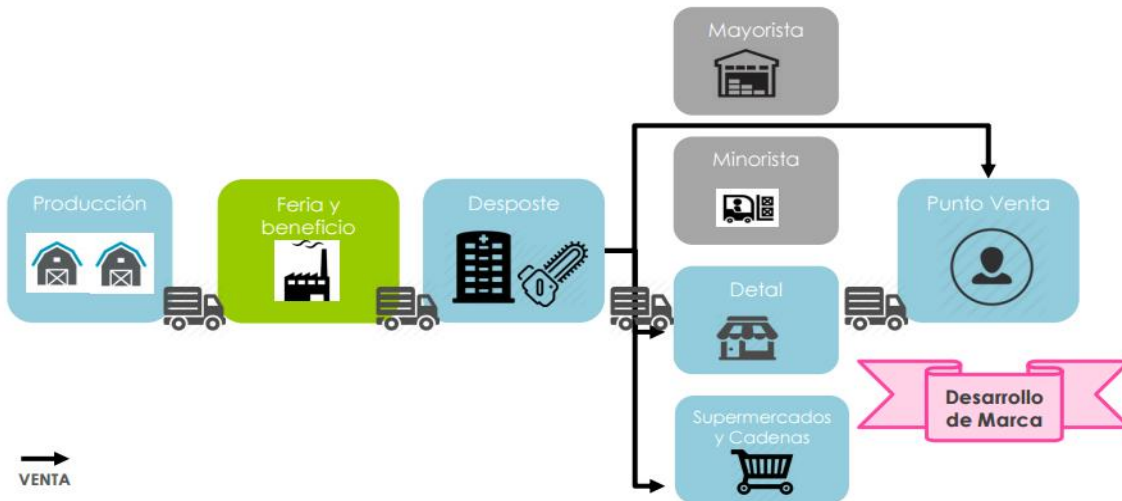 Mayorista
Minorista
Producción
Feria y
beneficio
Desposte
Punto Venta
Detal
Desarrollo
de Marca
Supermercados
y Cadenas
VENTA